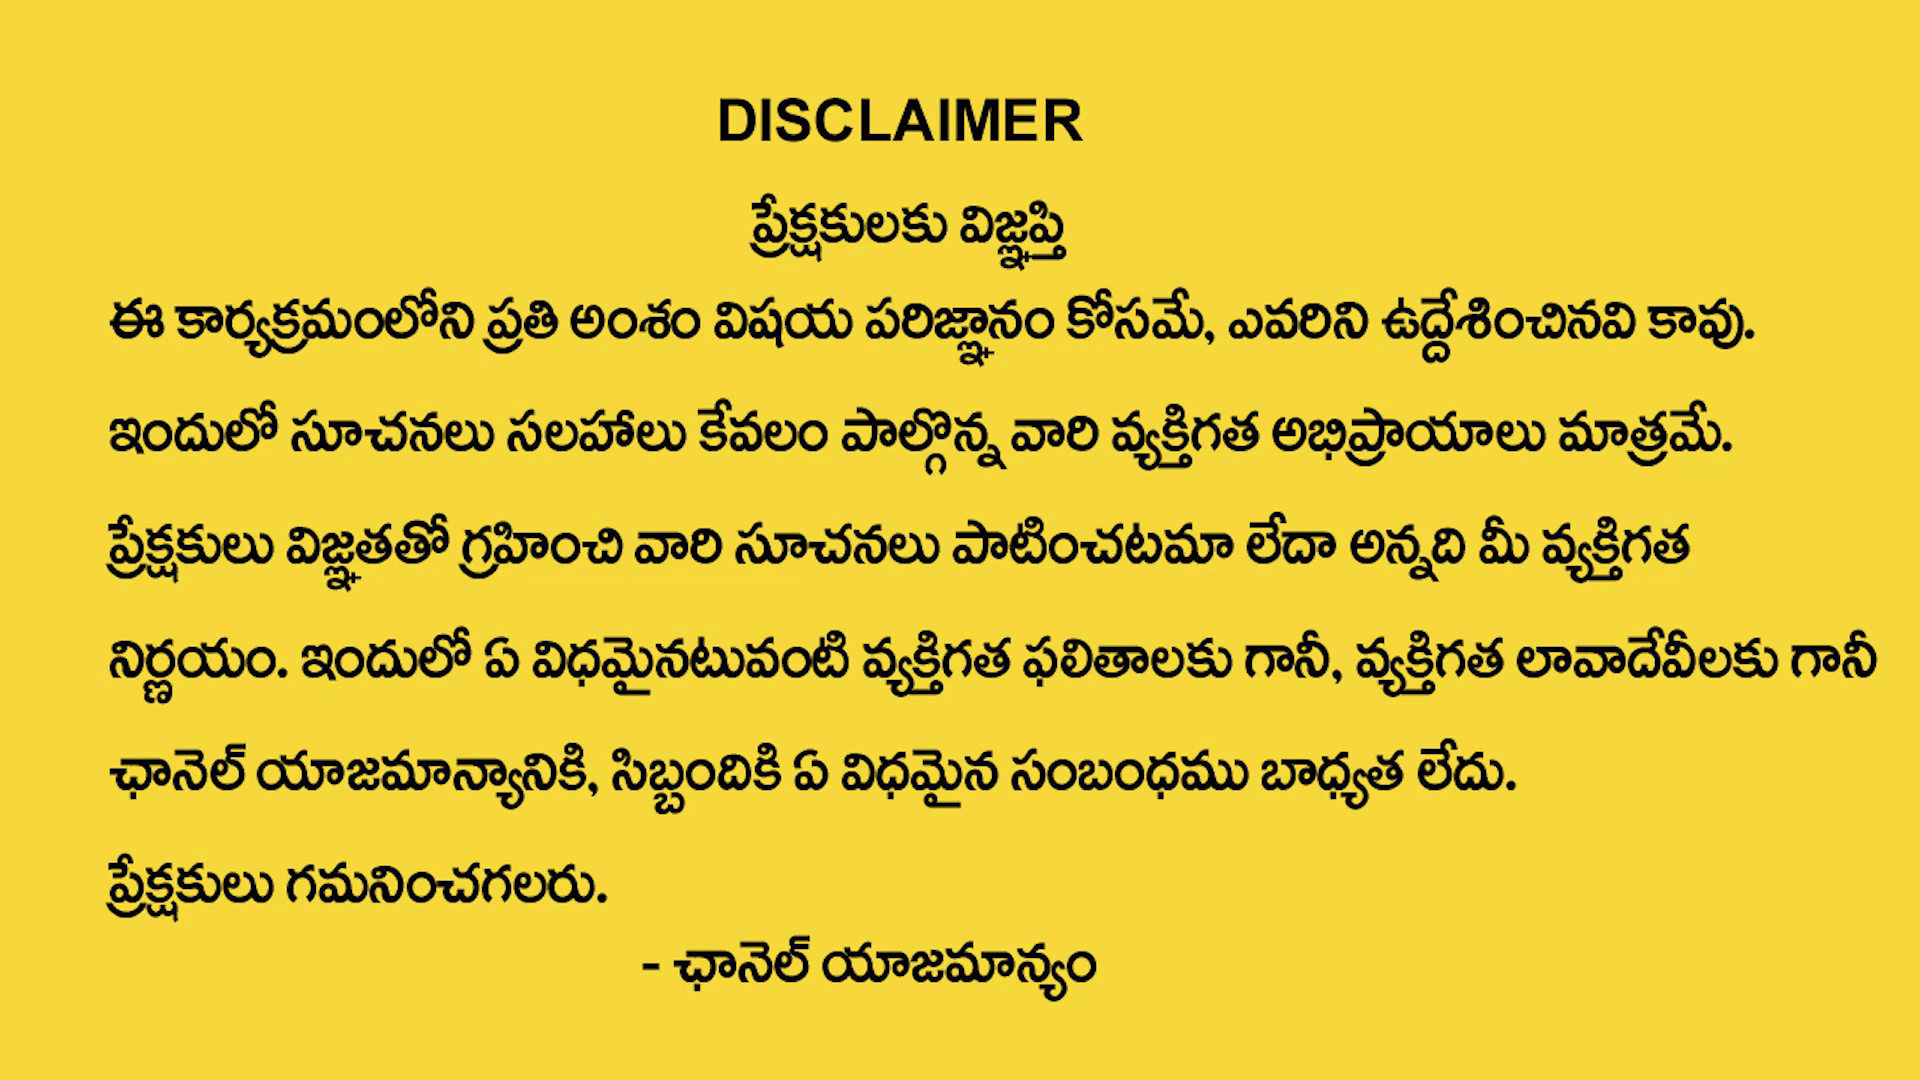 DISCLAIMER
ప్రేక్షకులకు విజ్ఞప్తి
ఈ కార్యక్రమంలోని ప్రతి అంశం విషయ పరిజ్ఞానం కోసమే, ఎవరిని ఉద్దేశించినవి కావు.
ఇందులో సూచనలు సలహాలు కేవలం పాల్గొన్న వారి వ్యక్తిగత అభిప్రాయాలు మాత్రమే.
ప్రేక్షకులు విజ్ఞతతో గ్రహించి వారి సూచనలు పాటించటమా లేదా అన్నది మీ వ్యక్తిగత
నిర్ణయం. ఇందులో ఏ విధమైనటువంటి వ్యక్తిగత ఫలితాలకు గానీ, వ్యక్తిగత లావాదేవీలకు గానీ
ఛానెల్ యాజమాన్యానికి, సిబ్బందికి ఏ విధమైన సంబంధము బాధ్యత లేదు.
ప్రేక్షకులు గమనించగలరు.
- ఛానెల్ యాజమాన్యం